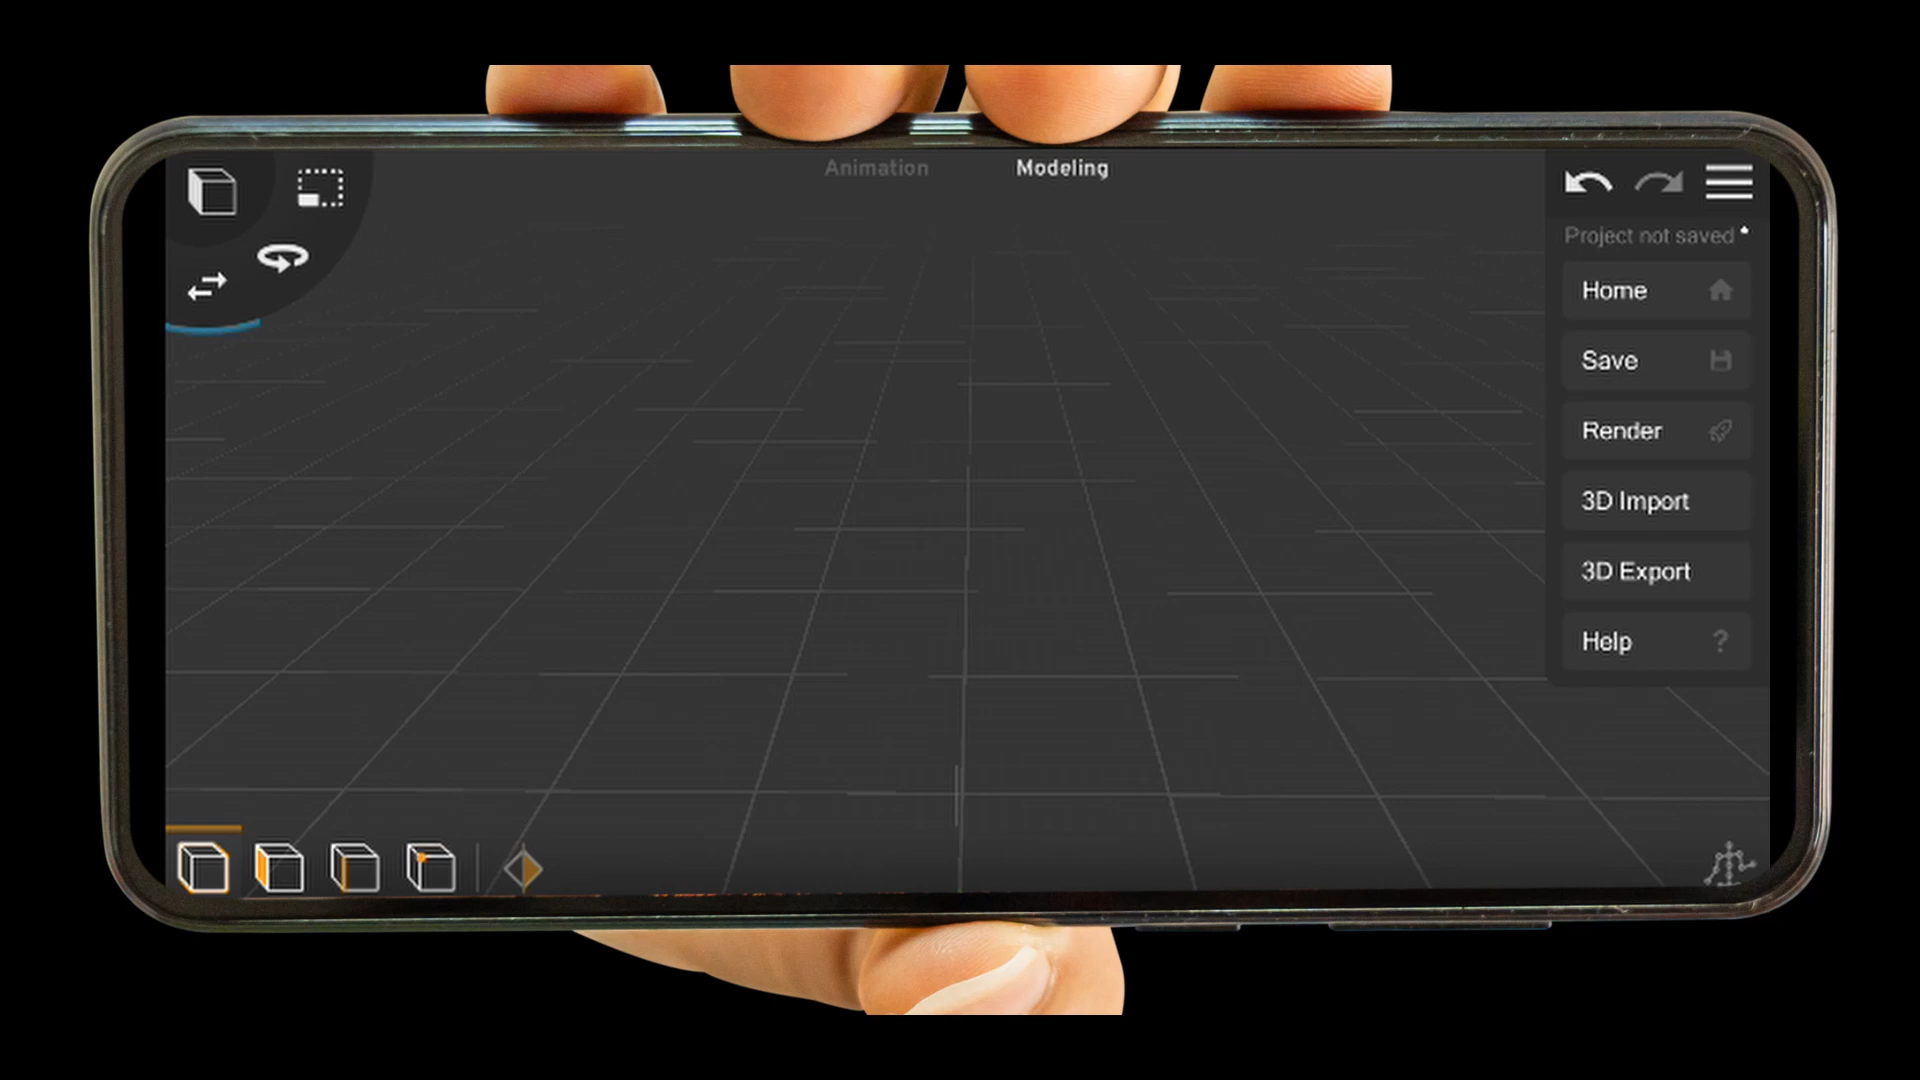 Animation
Modeling
Project not saved
Home
Save
Render
3D Import
3D Export
Help
?